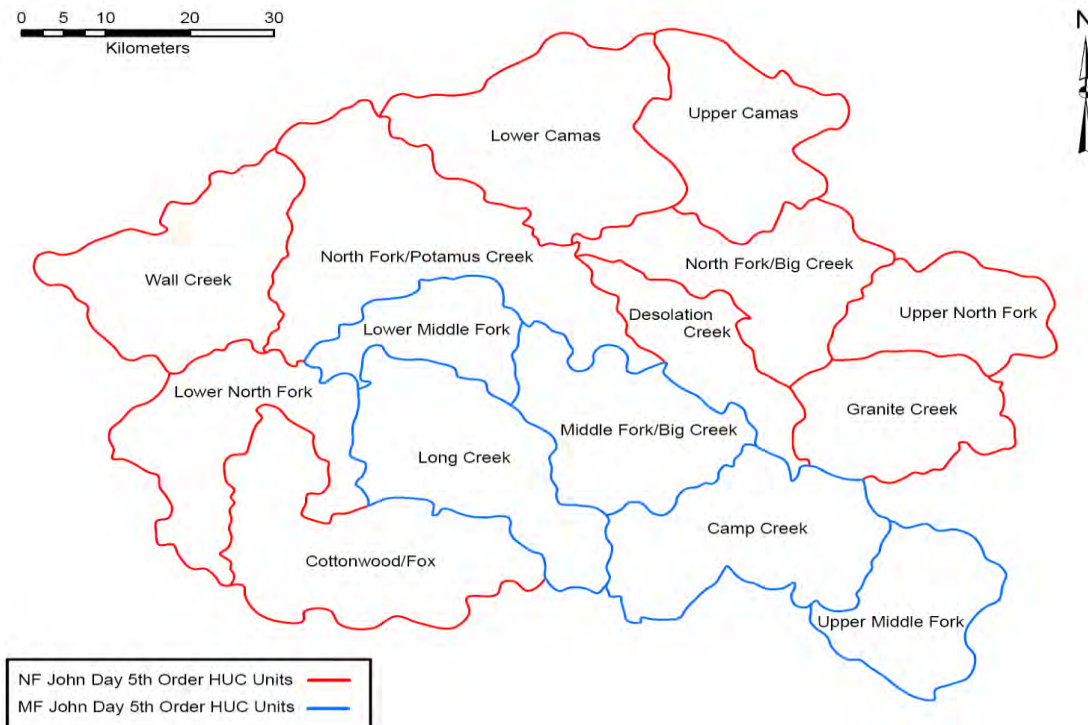 0 5 10 20 30
Kilometers
N
Upper Camas
Lower Camas
North Fork/Potamus Creek
North Fork/Big Creek
Wall Creek
Desolation
Creek
Upper North Fork
Lower Middle Fork
Lower North Fork
Granite Creek
Middle Fork/Big Creek
Long Creek
Camp Creek
Cottonwood/Fox
Upper Middle Fork
NF John Day 5th Order HUC Units
MF John Day 5th Order HUC Units